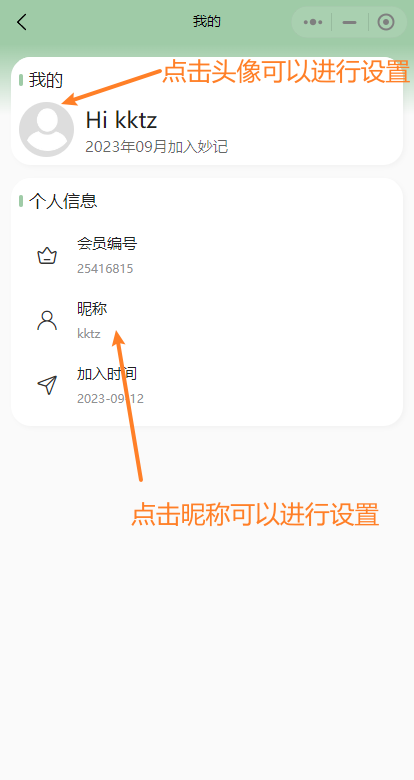 我的
我的
点击头像可以进行设置
Hi kktz
2023年09月加入妙记
个人信息
会员编号
25416815
昵称
kktz
加入时间
2023-09-12
点击昵称可以进行设置